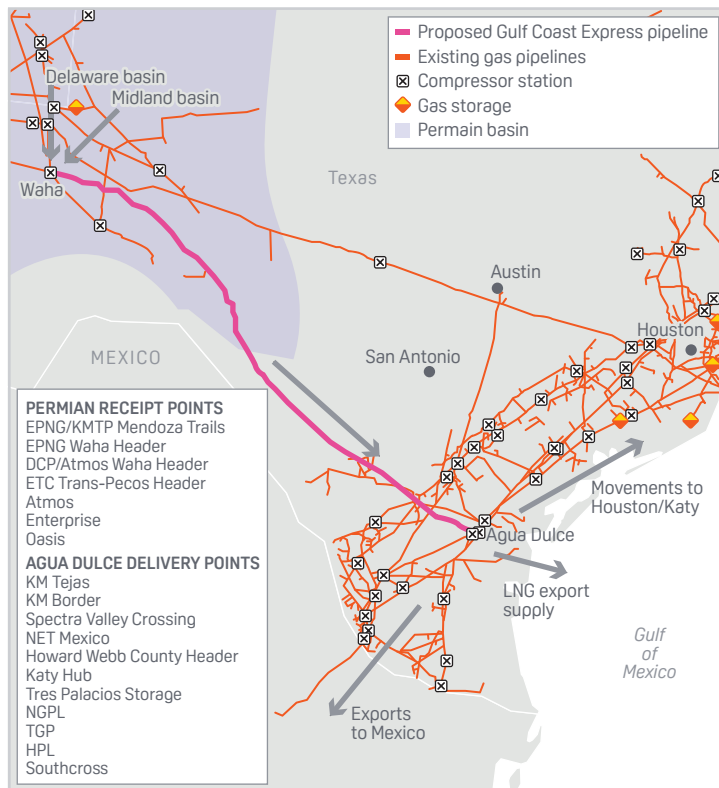 Proposed Gulf Coast Express pipeline
Existing gas pipelines
Compressor station
Gas storage
Permain basin
Delaware basin
Midland basin
Waha
Texas
Austin
Houston
San Antonio
MEXICO
PERMIAN RECEIPT POINTS
EPNG/KMTP Mendoza Trails
EPNG Waha Header
DCP/Atmos Waha Header
ETC Trans-Pecos Header
Atmos
Enterprise
Oasis
AGUA DULCE DELIVERY POINTS
KM Tejas
KM Border
Spectra Valley Crossing
NET Mexico
Howard Webb County Header
Katy Hub
Tres Palacios Storage
NGPL
TGP
HPL
Southcross
Movements to
Houston/Katy
Agua Dulce
LNG export
supply
Gulf
of
Mexico
Exports
to Mexico